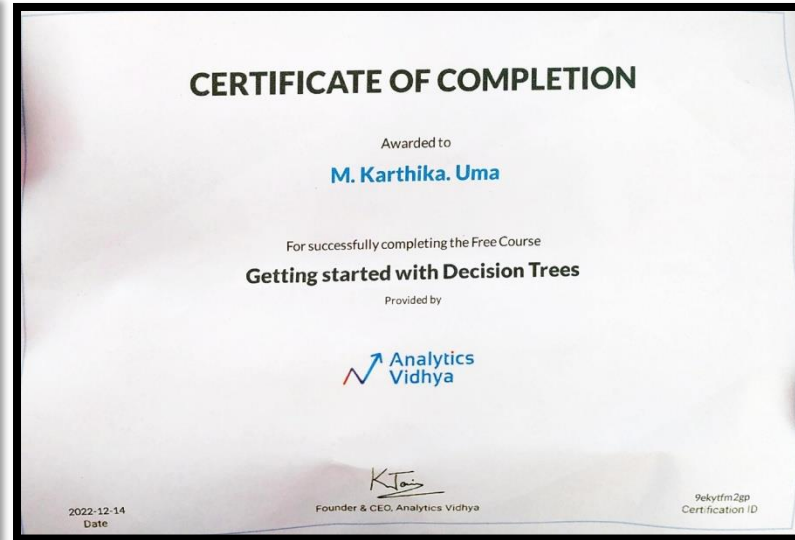 CERTIFICATE OF COMPLETION
Awarded to
M. Karthika. Uma
For successfully completing the Free Course
Getting started with Decision Trees
Provided by
Analytics
Vidhya
K.Jain
Founder & CEO, Analytics Vidhya
2022-12-14
Date
9ekytfm2gp
Certification ID